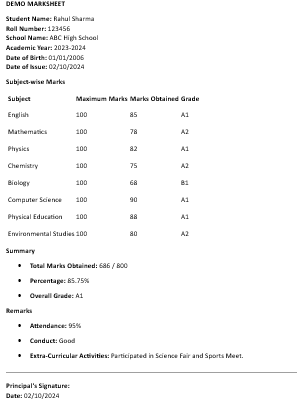 DEMO MARKSHEET
Student Name: Rahul Sharma
Roll Number: 123456
School Name: ABC High School
Academic Year: 2023-2024
Date of Birth: 01/01/2006
Date of Issue: 02/10/2024
Subject-wise Marks
Subject Maximum Marks Marks Obtained Grade
English 100 85 A1
Mathematics 100 78 A2
Physics 100 82 A1
Chemistry 100 75 A2
Biology 100 68 B1
Computer Science 100 90 A1
Physical Education 100 88 A1
Environmental Studies 100 80 A2
Summary
• Total Marks Obtained: 686 / 800
• Percentage: 85.75%
• Overall Grade: A1
Remarks
• Attendance: 95%
• Conduct: Good
• Extra-Curricular Activities: Participated in Science Fair and Sports Meet.
Principal's Signature:
Date: 02/10/2024